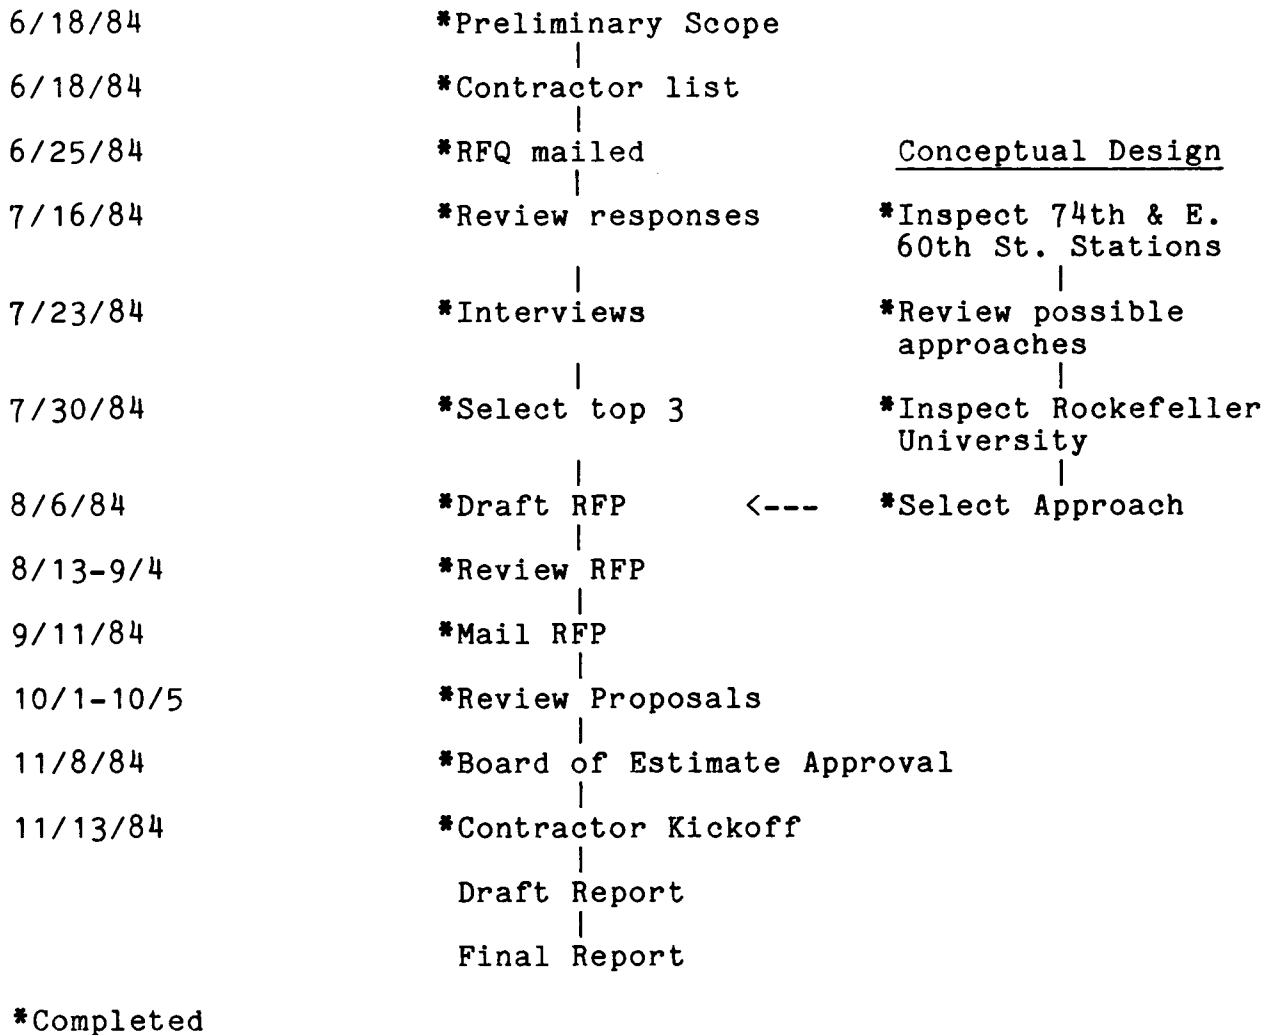 6/18/84 *Preliminary Scope
6/18/84 *Contractor list
6/25/84 *RFQ mailed Conceptual Design
7/16/84 *Review responses *Inspect 74th & E.
60th St. Stations
7/23/84 *Interviews *Review possible
approaches
7/30/84 *Select top 3 *Inspect Rockefeller
University
8/6/84 *Draft RFP <--- *Select Approach
8/13-9/4 *Review RFP
9/11/84 *Mail RFP
10/1-10/5 *Review Proposals
11/8/84 *Board of Estimate Approval
11/13/84 *Contractor Kickoff
Draft Report
Final Report
*Completed